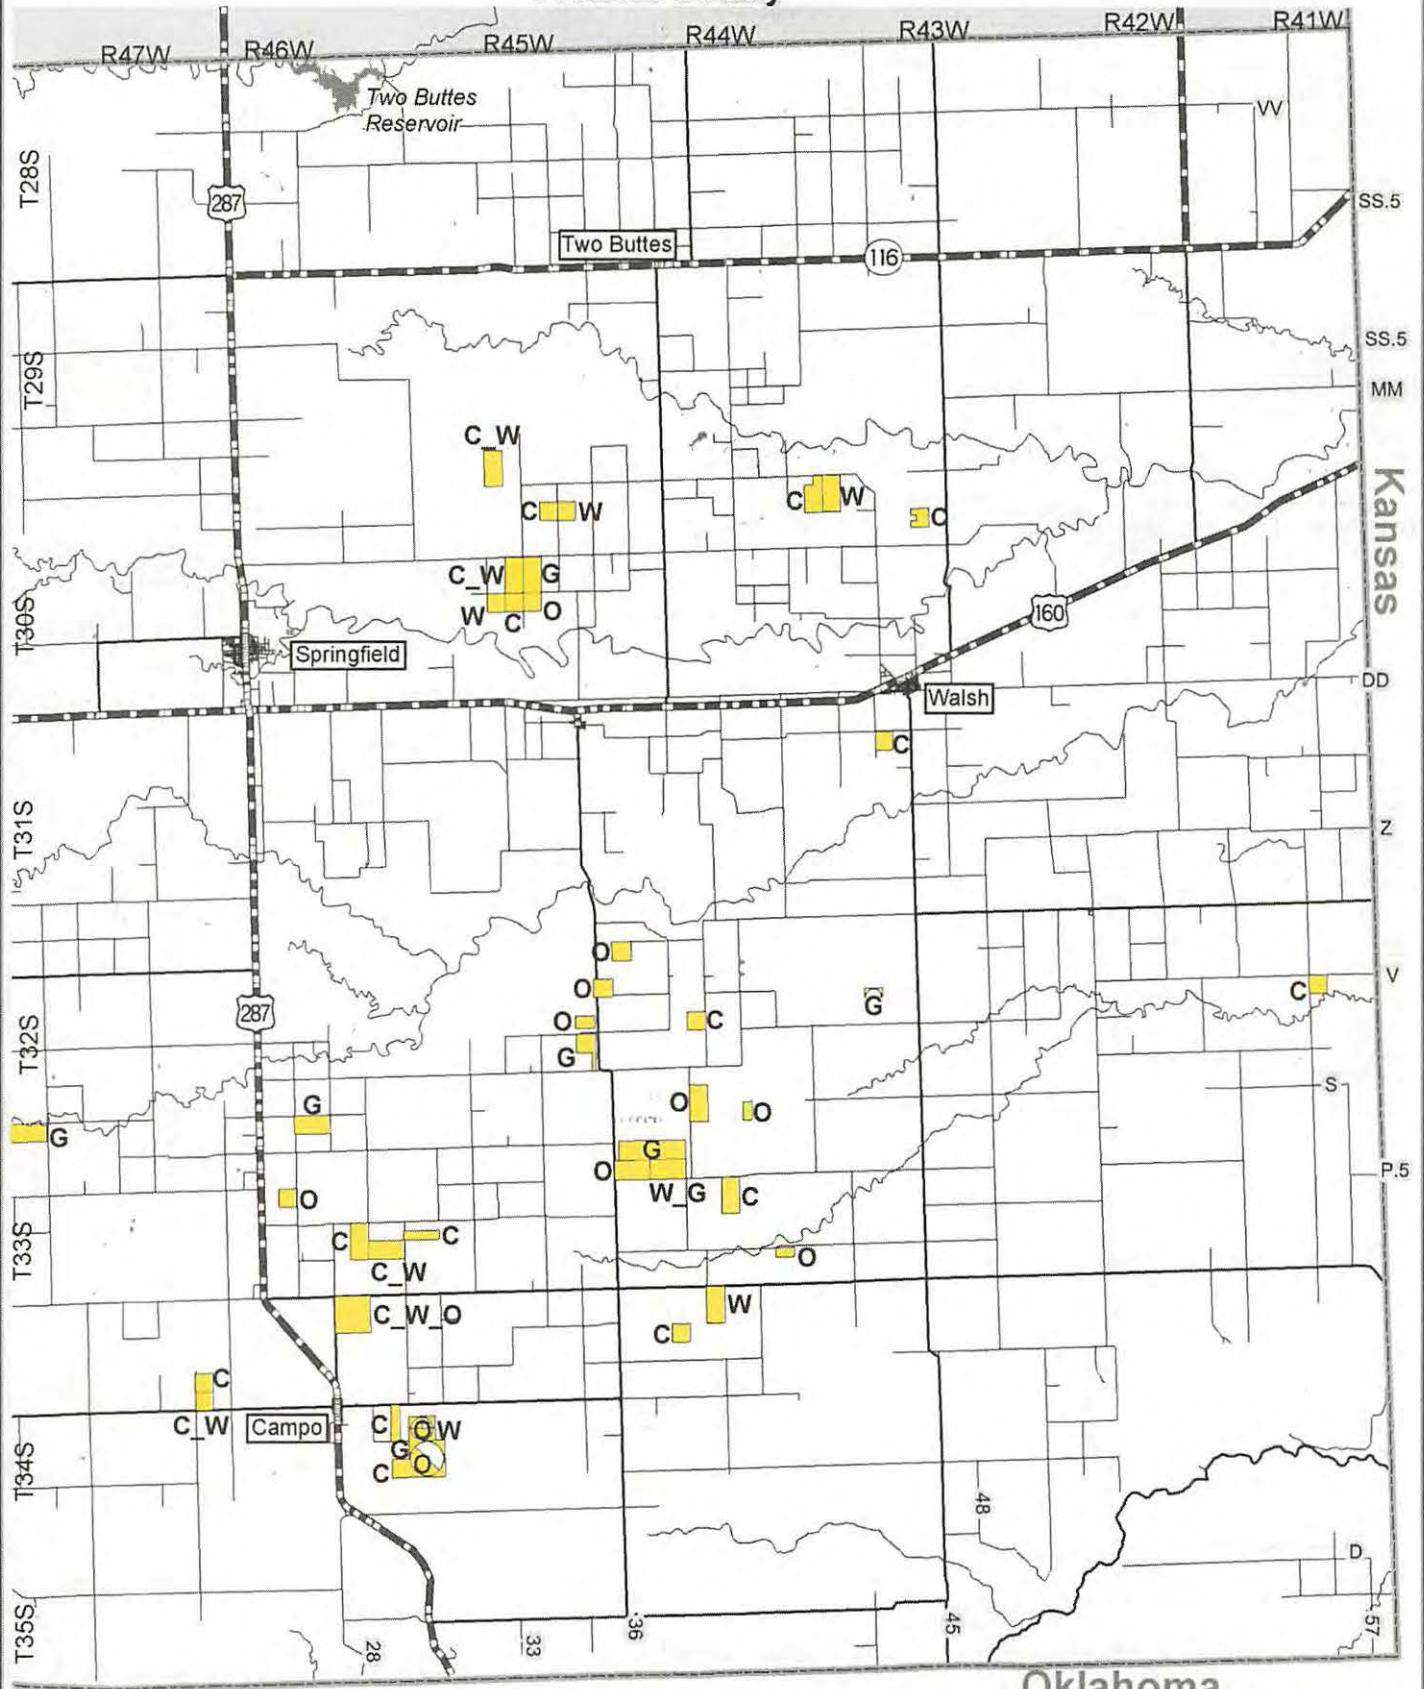 R47W R46W R45W R44W R43W R42W R41W
Two Buttes
Reservoir
VV
T28S
287
SS.5
Two Buttes
116
SS.5
T29S
MM
C_W
Kansas
C W
C W
C
C_W G
W C O
T30S
160
Springfield
DD
Walsh
C
T31S
Z
O
V
O
C
G
287
O
C
T32S
G
S
G
O
O
G
G
O
P.5
W_G
C
O
C
C
T33S
C_W
O
C_W_O
W
C
C
C_W
Campo
C
O
W
G
O
C
T34S
48
D
T35S
28
33
36
45
57
Oklahoma